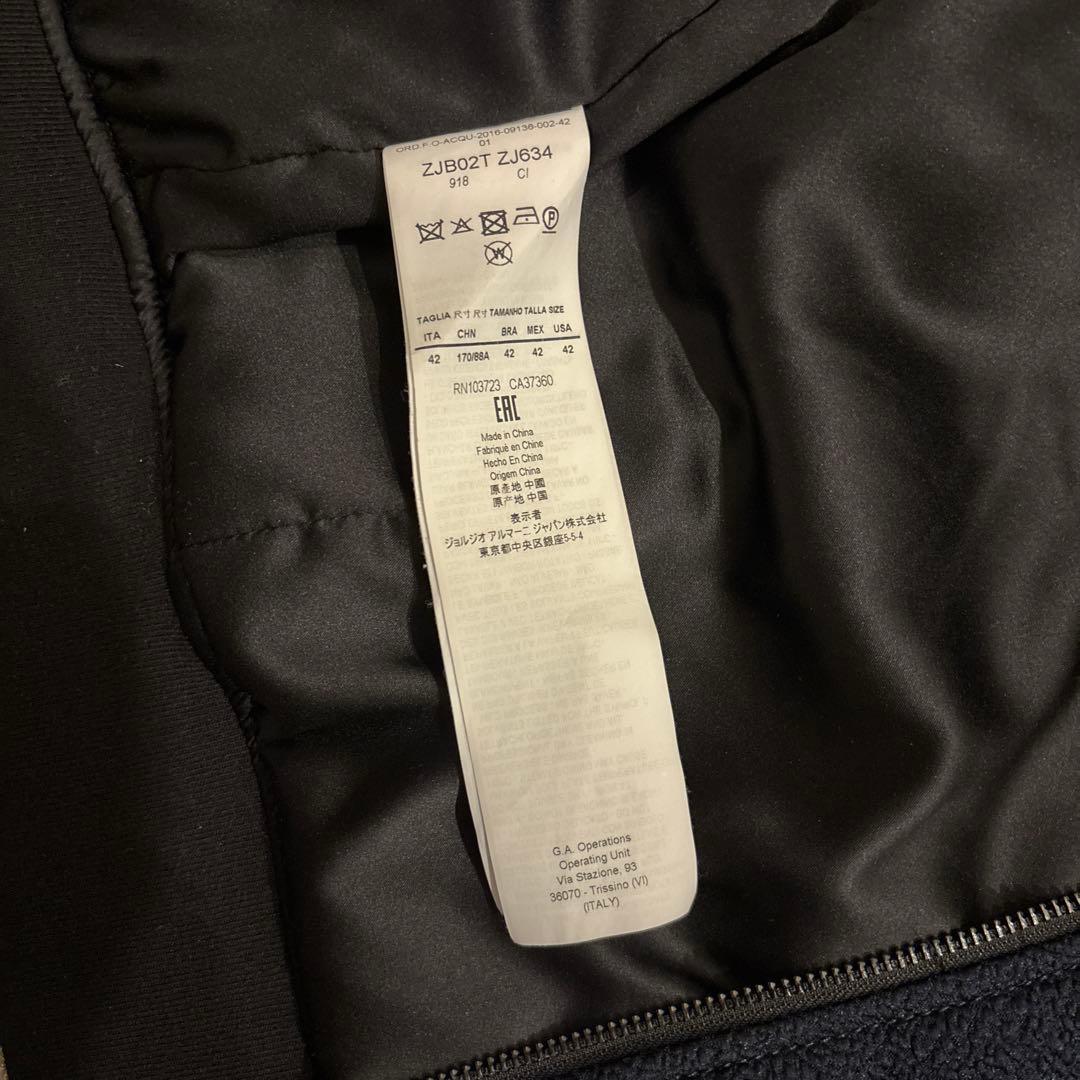 ORD.F.O-ACQU-2016-09136-002-42
01
ZJB02T ZJ634
918 CI
P
W
TAGLIA 尺寸 尺寸 TAMANHO TALLA SIZE
ITA CHN BRA MEX USA
42 170/88A 42 42 42
RN103723 CA37360
EAC
Made in China
Fabriqué en Chine
Hecho En China
Origem China
原產地 中國
原产地 中国
表示者
ジョルジオ アルマーニ ジャパン株式会社
東京都中央区銀座5-5-4
G.A. Operations
Operating Unit
Via Stazione, 93
36070 - Trissino (VI)
(ITALY)